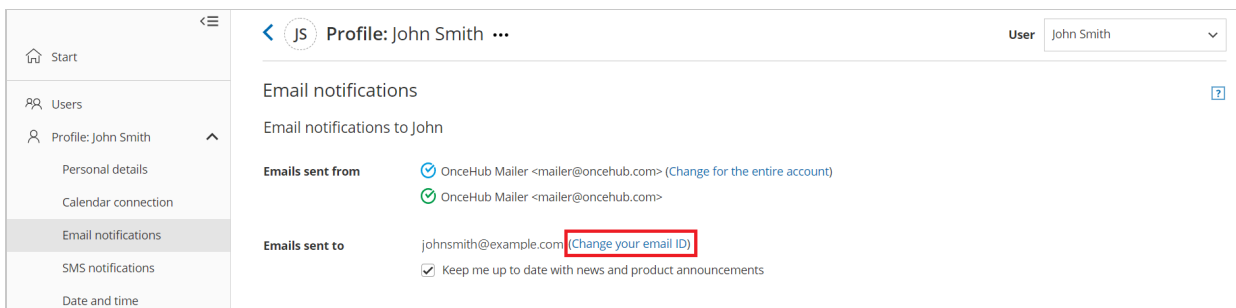 JS Profile: John Smith •••
User John Smith
Start
Users
Profile: John Smith
Personal details
Calendar connection
Email notifications
SMS notifications
Date and time
Email notifications
?
Email notifications to John
Emails sent from
OnceHub Mailer <mailer@oncehub.com> (Change for the entire account)
OnceHub Mailer <mailer@oncehub.com>
Emails sent to
johnsmith@example.com (Change your email ID)
Keep me up to date with news and product announcements